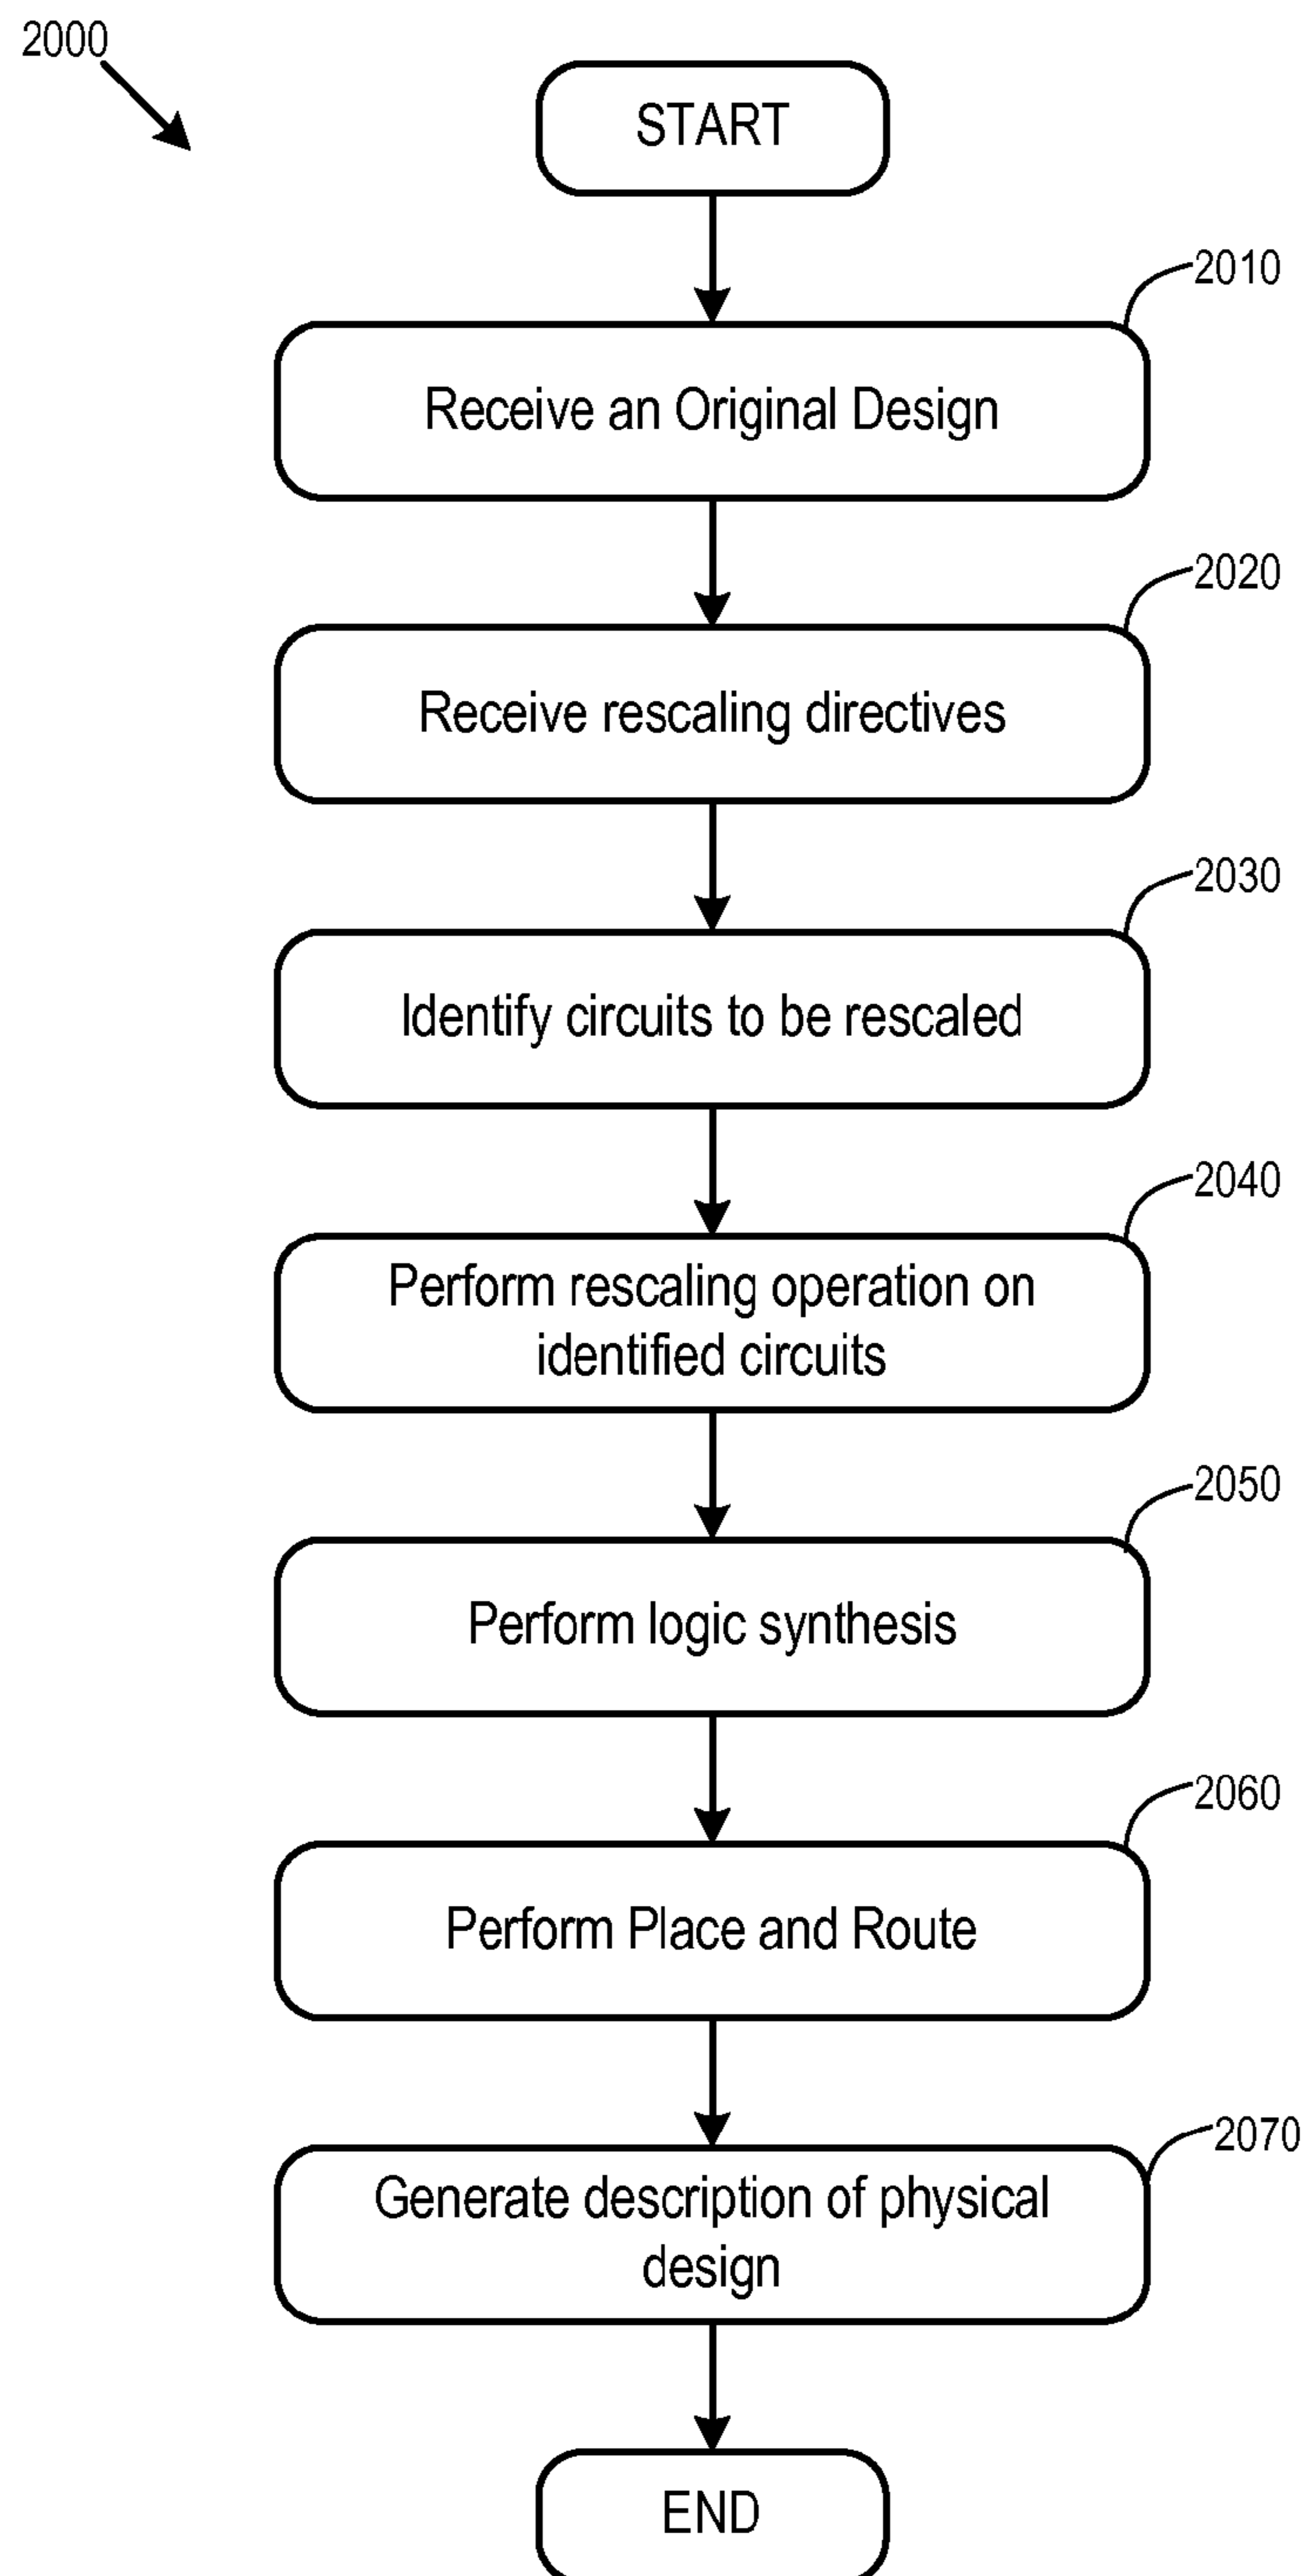 2000
START
2010
Receive an Original Design
2020
Receive rescaling directives
2030
Identify circuits to be rescaled
2040
Perform rescaling operation on
identified circuits
2050
Perform logic synthesis
2060
Perform Place and Route
2070
Generate description of physical
design
END